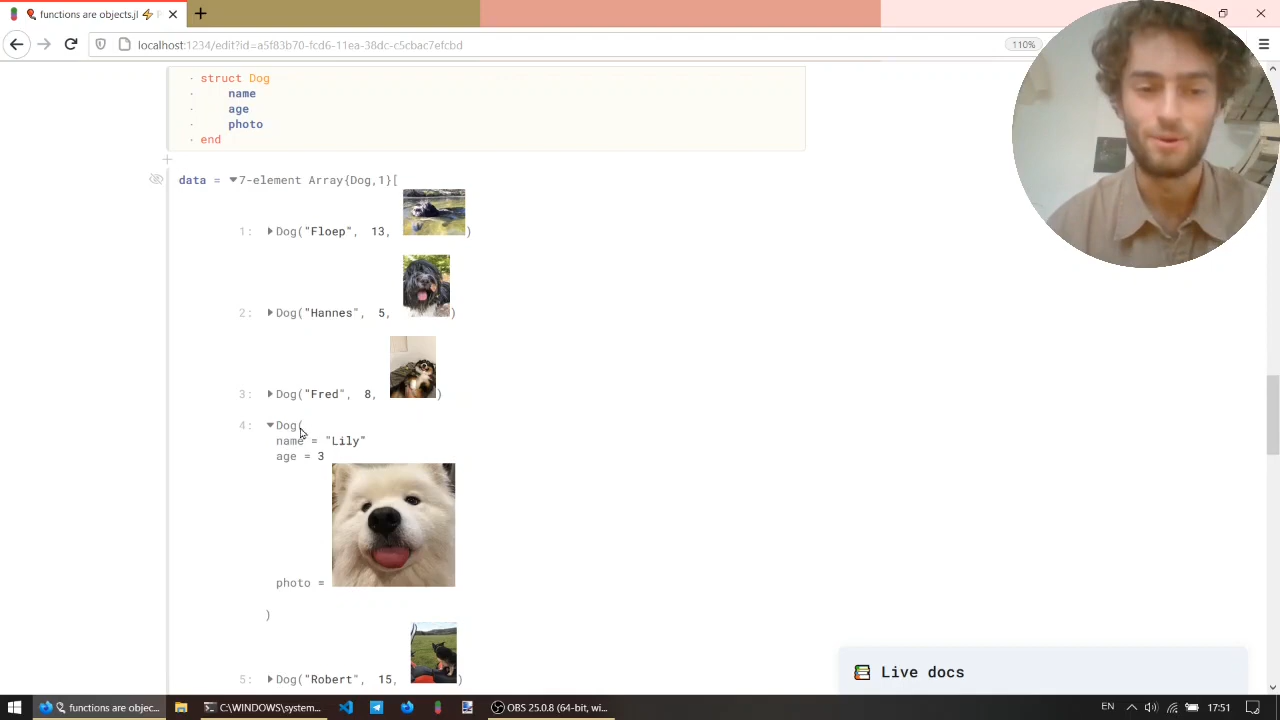 functions are objects.jl ⚡
localhost:1234/edit?id=a5f83b70-fcd6-11ea-38dc-c5cbac7efcbd
110%
struct Dog
name
age
photo
end
data = ▼7-element Array{Dog,1}[
1: ▶Dog("Floep", 13, )
2: ▶Dog("Hannes", 5, )
3: ▶Dog("Fred", 8, )
4: ▼Dog(
name = "Lily"
age = 3
photo =
)
5: ▶Dog("Robert", 15, )
Live docs
functions are objec...
C:\WINDOWS\system...
OBS 25.0.8 (64-bit, wi...
EN
17:51